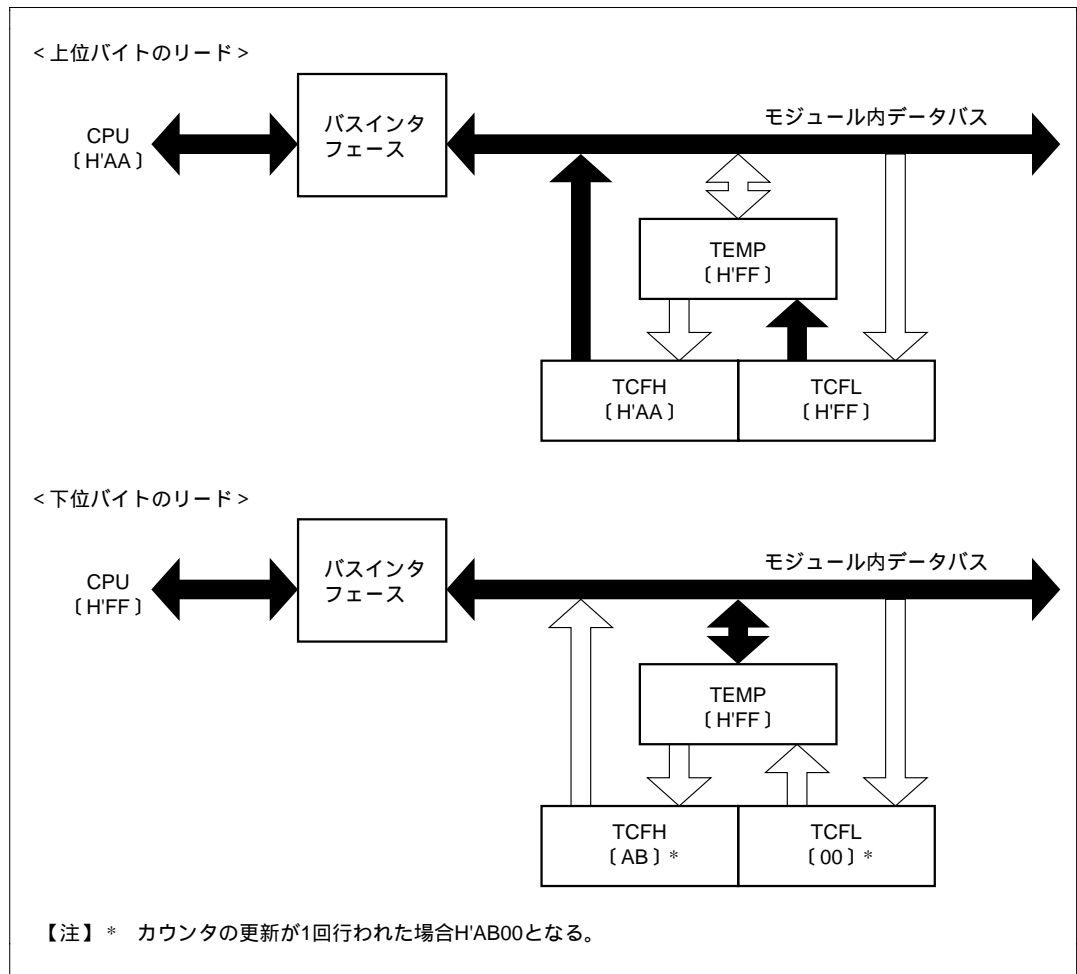 <上位バイトのリード>
CPU
〔H'AA〕
バスインタ
フェース
モジュール内データバス
TEMP
〔H'FF〕
TCFH
〔H'AA〕
TCFL
〔H'FF〕
<下位バイトのリード>
CPU
〔H'FF〕
バスインタ
フェース
モジュール内データバス
TEMP
〔H'FF〕
TCFH
〔AB〕*
TCFL
〔00〕*
【注】* カウンタの更新が1回行われた場合H'AB00となる。